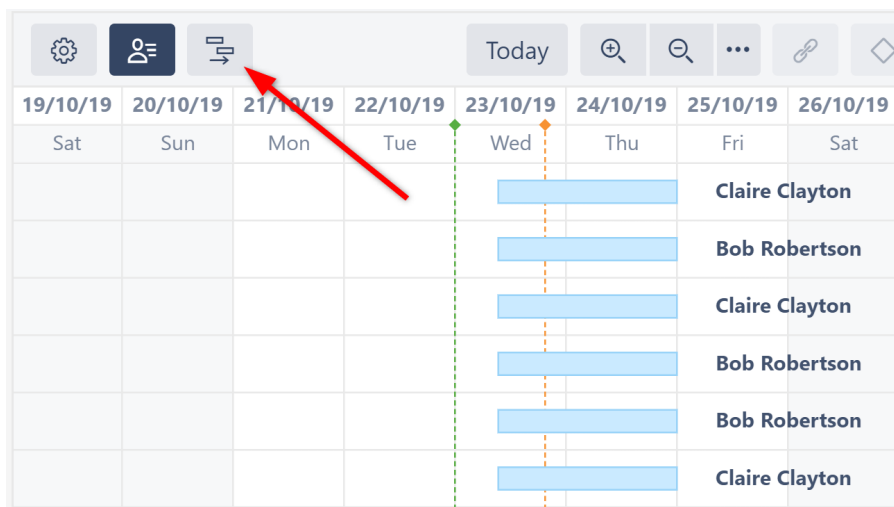 Today
19/10/19 20/10/19 21/10/19 22/10/19 23/10/19 24/10/19 25/10/19 26/10/19
Sat Sun Mon Tue Wed Thu Fri Sat
Claire Clayton
Bob Robertson
Claire Clayton
Bob Robertson
Bob Robertson
Claire Clayton